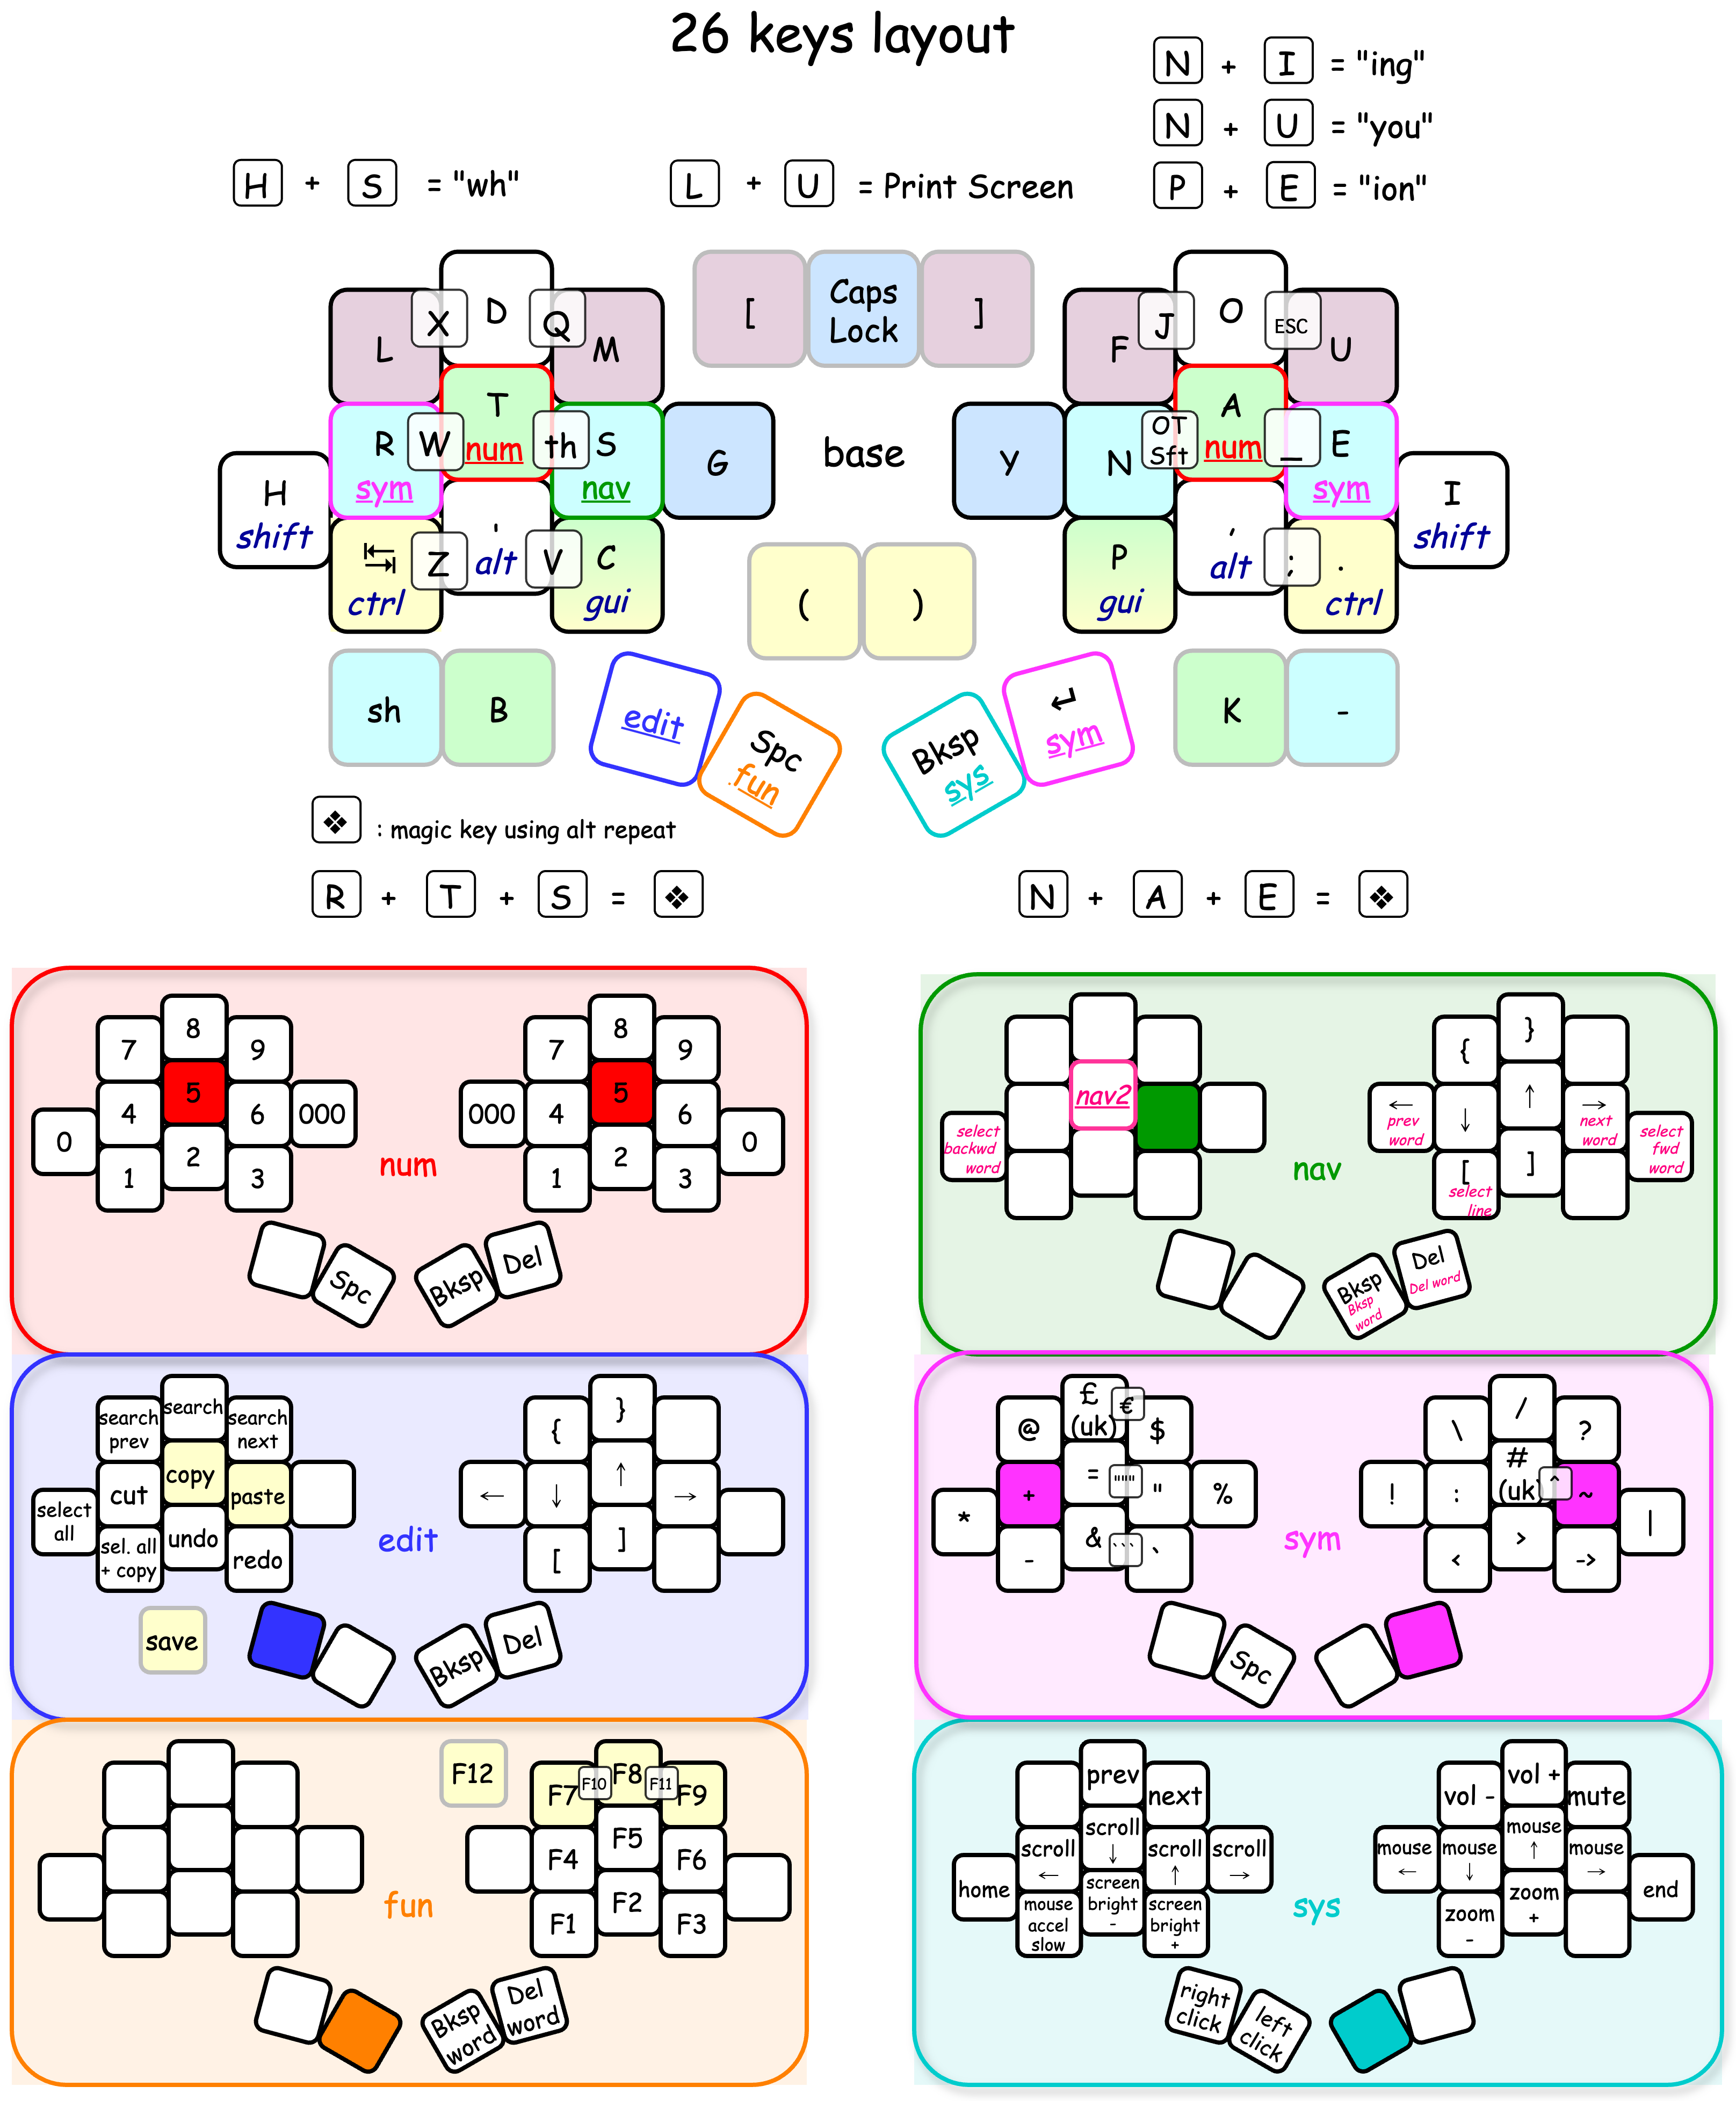 26 keys layout
N + I = "ing"
N + U = "you"
H + S = "wh"
L + U = Print Screen
P + E = "ion"
D
O
[
Caps
Lock
]
X
Q
J
ESC
L
M
F
U
T
A
R
W
num
th
S
G
base
Y
N
OT
Sft
num
_
E
sym
nav
sym
H
shift
I
shift
'
alt
,
alt
Z
V
C
P
;
.
ctrl
gui
(
)
gui
ctrl
sh
B
edit
Spc
fun
Bksp
sys
↵
sym
K
-
❖ : magic key using alt repeat
R + T + S = ❖
N + A + E = ❖
7 8 9
4 5 6 000
0
1 2 3
7 8 9
000 4 5 6
0
1 2 3
num
Spc
Bksp
Del
nav2
select
backwd
word
nav
{ }
←
prev
word
↓
↑
→
next
word
select
fwd
word
[
select
line
]
Bksp
Bksp
word
Del
Del word
search
prev
search
search
next
cut
copy
paste
select
all
sel. all
+ copy
undo
redo
save
edit
{ }
← ↓ ↑ →
[ ]
Bksp
Del
@
£
(uk)
€
$
+
=
""""
"
%
*
-
&
```
`
sym
\ / ?
!
:
#
(uk)
^
~
|
< > ->
Spc
fun
F12
F7
F10
F8
F11
F9
F4 F5 F6
F1 F2 F3
Bksp
word
Del
word
prev
next
scroll
←
scroll
↓
scroll
↑
scroll
→
home
mouse
accel
slow
screen
bright
-
screen
bright
+
sys
vol -
vol +
mute
mouse
←
mouse
↓
mouse
↑
mouse
→
end
zoom
-
zoom
+
right
click
left
click